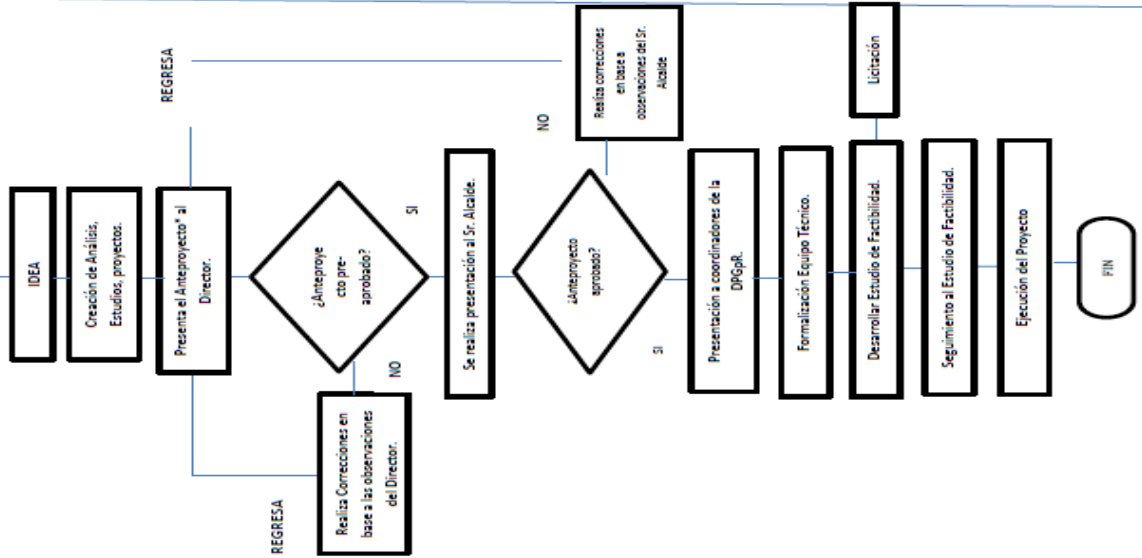 IDEA
Creación de Análisis,
Estudios, proyectos.
Presenta el Anteproyecto* al
Director.
REGRESA
¿Anteproye
cto pre-
aprobado?
NO
SI
REGRESA
Realiza Correcciones en
base a las observaciones
del Director.
Se realiza presentación al Sr. Alcalde.
¿Anteproyecto
aprobado?
NO
SI
Realiza correcciones
en base a
observaciones del Sr.
Alcalde
Presentación a coordinadores de la
DPGpR.
Formalización Equipo Técnico.
Desarrollar Estudio de Factibilidad.
Licitación
Seguimiento al Estudio de Factibilidad.
Ejecución del Proyecto
FIN